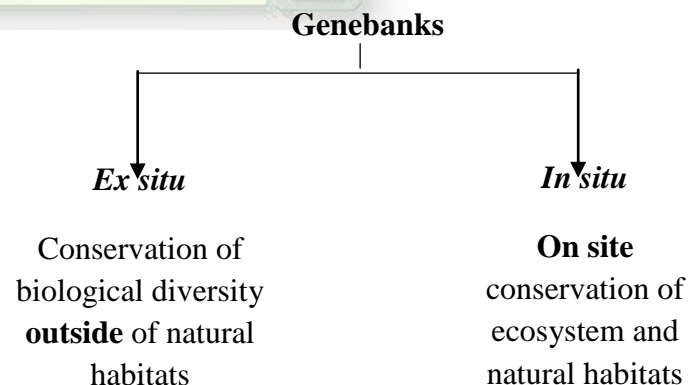 Genebanks
Ex situ
Conservation of
biological diversity
outside of natural
habitats
In situ
On site
conservation of
ecosystem and
natural habitats